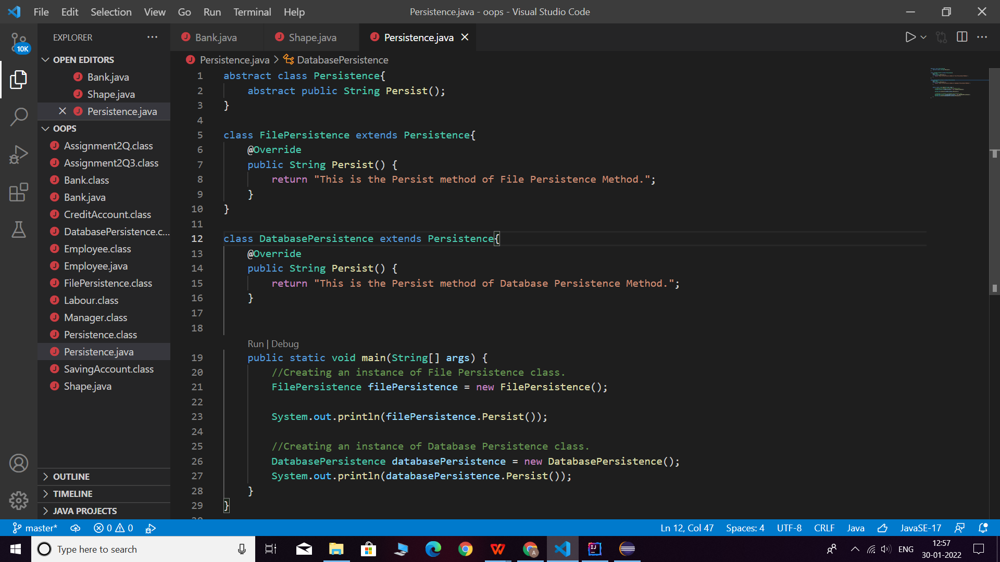 File Edit Selection View Go Run Terminal Help
Persistence.java - oops - Visual Studio Code
10K
EXPLORER
OPEN EDITORS
Bank.java
Shape.java
Persistence.java
OOPS
Assignment2Q.class
Assignment2Q3.class
Bank.class
Bank.java
CreditAccount.class
DatabasePersistence.c...
Employee.class
Employee.java
FilePersistence.class
Labour.class
Manager.class
Persistence.class
Persistence.java
SavingAccount.class
Shape.java
OUTLINE
TIMELINE
JAVA PROJECTS
Bank.java Shape.java Persistence.java
Persistence.java > DatabasePersistence
1 abstract class Persistence{
2 abstract public String Persist();
3 }
4
5 class FilePersistence extends Persistence{
6 @Override
7 public String Persist() {
8 return "This is the Persist method of File Persistence Method.";
9 }
10 }
11
12 class DatabasePersistence extends Persistence{
13 @Override
14 public String Persist() {
15 return "This is the Persist method of Database Persistence Method.";
16 }
17
18
Run | Debug
19 public static void main(String[] args) {
20 //Creating an instance of File Persistence class.
21 FilePersistence filePersistence = new FilePersistence();
22
23 System.out.println(filePersistence.Persist());
24
25 //Creating an instance of Database Persistence class.
26 DatabasePersistence databasePersistence = new DatabasePersistence();
27 System.out.println(databasePersistence.Persist());
28 }
29 }
master* 0 0 Ln 12, Col 47 Spaces: 4 UTF-8 CRLF Java JavaSE-17
Type here to search
ENG
12:57
30-01-2022